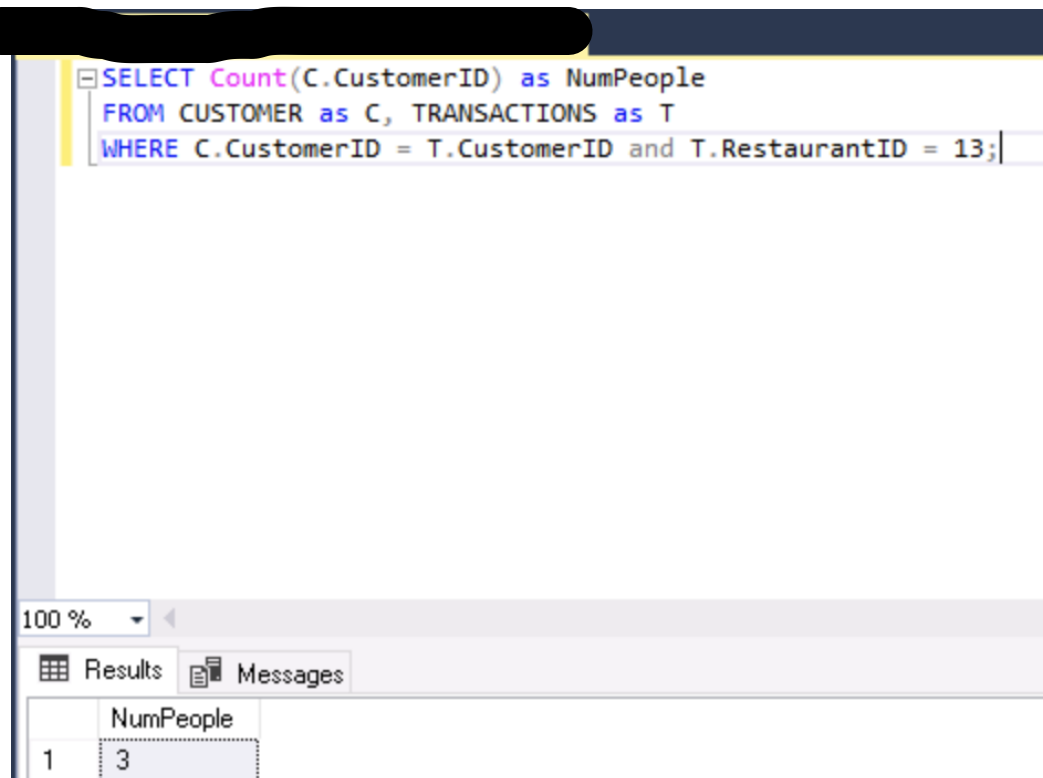 SELECT Count(C.CustomerID) as NumPeople
FROM CUSTOMER as C, TRANSACTIONS as T
WHERE C.CustomerID = T.CustomerID and T.RestaurantID = 13;
100 %
Results Messages
NumPeople
1 3